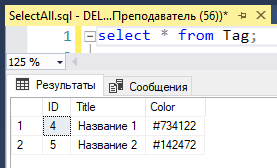 SelectAll.sql - DEL...Преподаватель (56))*
1 select * from Tag;
125 %
Результаты Сообщения
ID Title Color
1 4 Название 1 #734122
2 5 Название 2 #142472